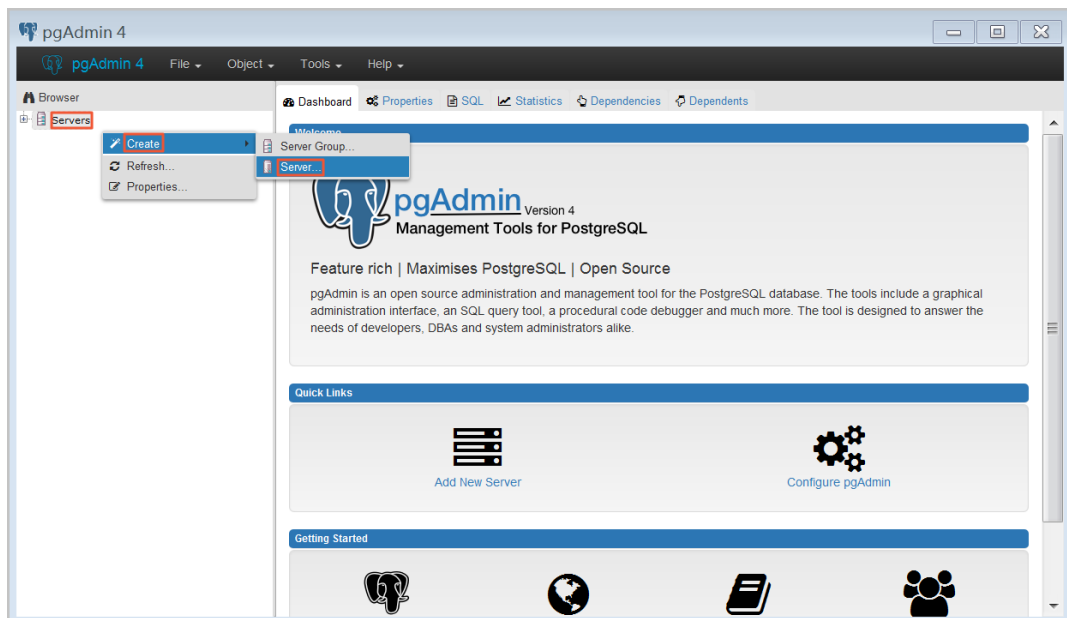 pgAdmin 4
pgAdmin 4 File Object Tools Help
Browser
Dashboard Properties SQL Statistics Dependencies Dependents
Servers
Welcome
Create
Refresh...
Properties...
Server Group...
Server...
pgAdmin Version 4
Management Tools for PostgreSQL
Feature rich | Maximises PostgreSQL | Open Source
pgAdmin is an open source administration and management tool for the PostgreSQL database. The tools include a graphical
administration interface, an SQL query tool, a procedural code debugger and much more. The tool is designed to answer the
needs of developers, DBAs and system administrators alike.
Quick Links
Add New Server Configure pgAdmin
Getting Started